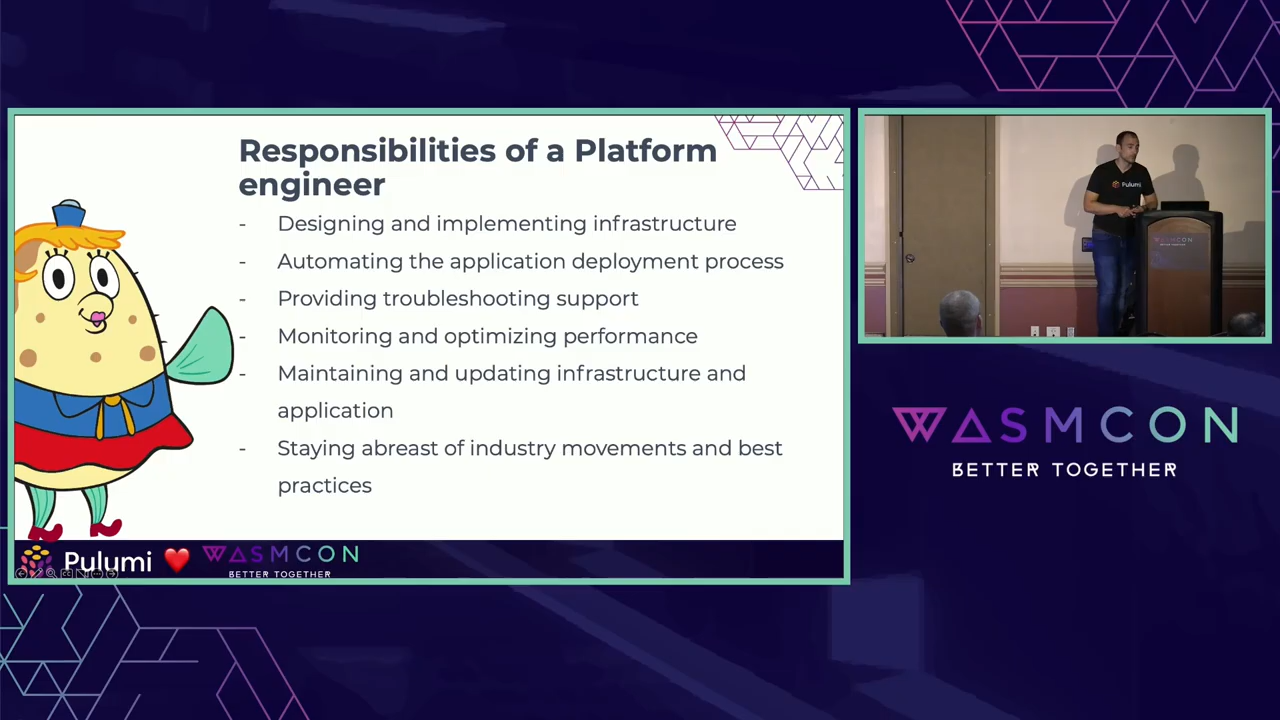 Responsibilities of a Platform
engineer
- Designing and implementing infrastructure
- Automating the application deployment process
- Providing troubleshooting support
- Monitoring and optimizing performance
- Maintaining and updating infrastructure and
application
- Staying abreast of industry movements and best
practices
Pulumi ❤️ WASMCON
BETTER TOGETHER
Pulumi
WASMCON
WASMCON
BETTER TOGETHER